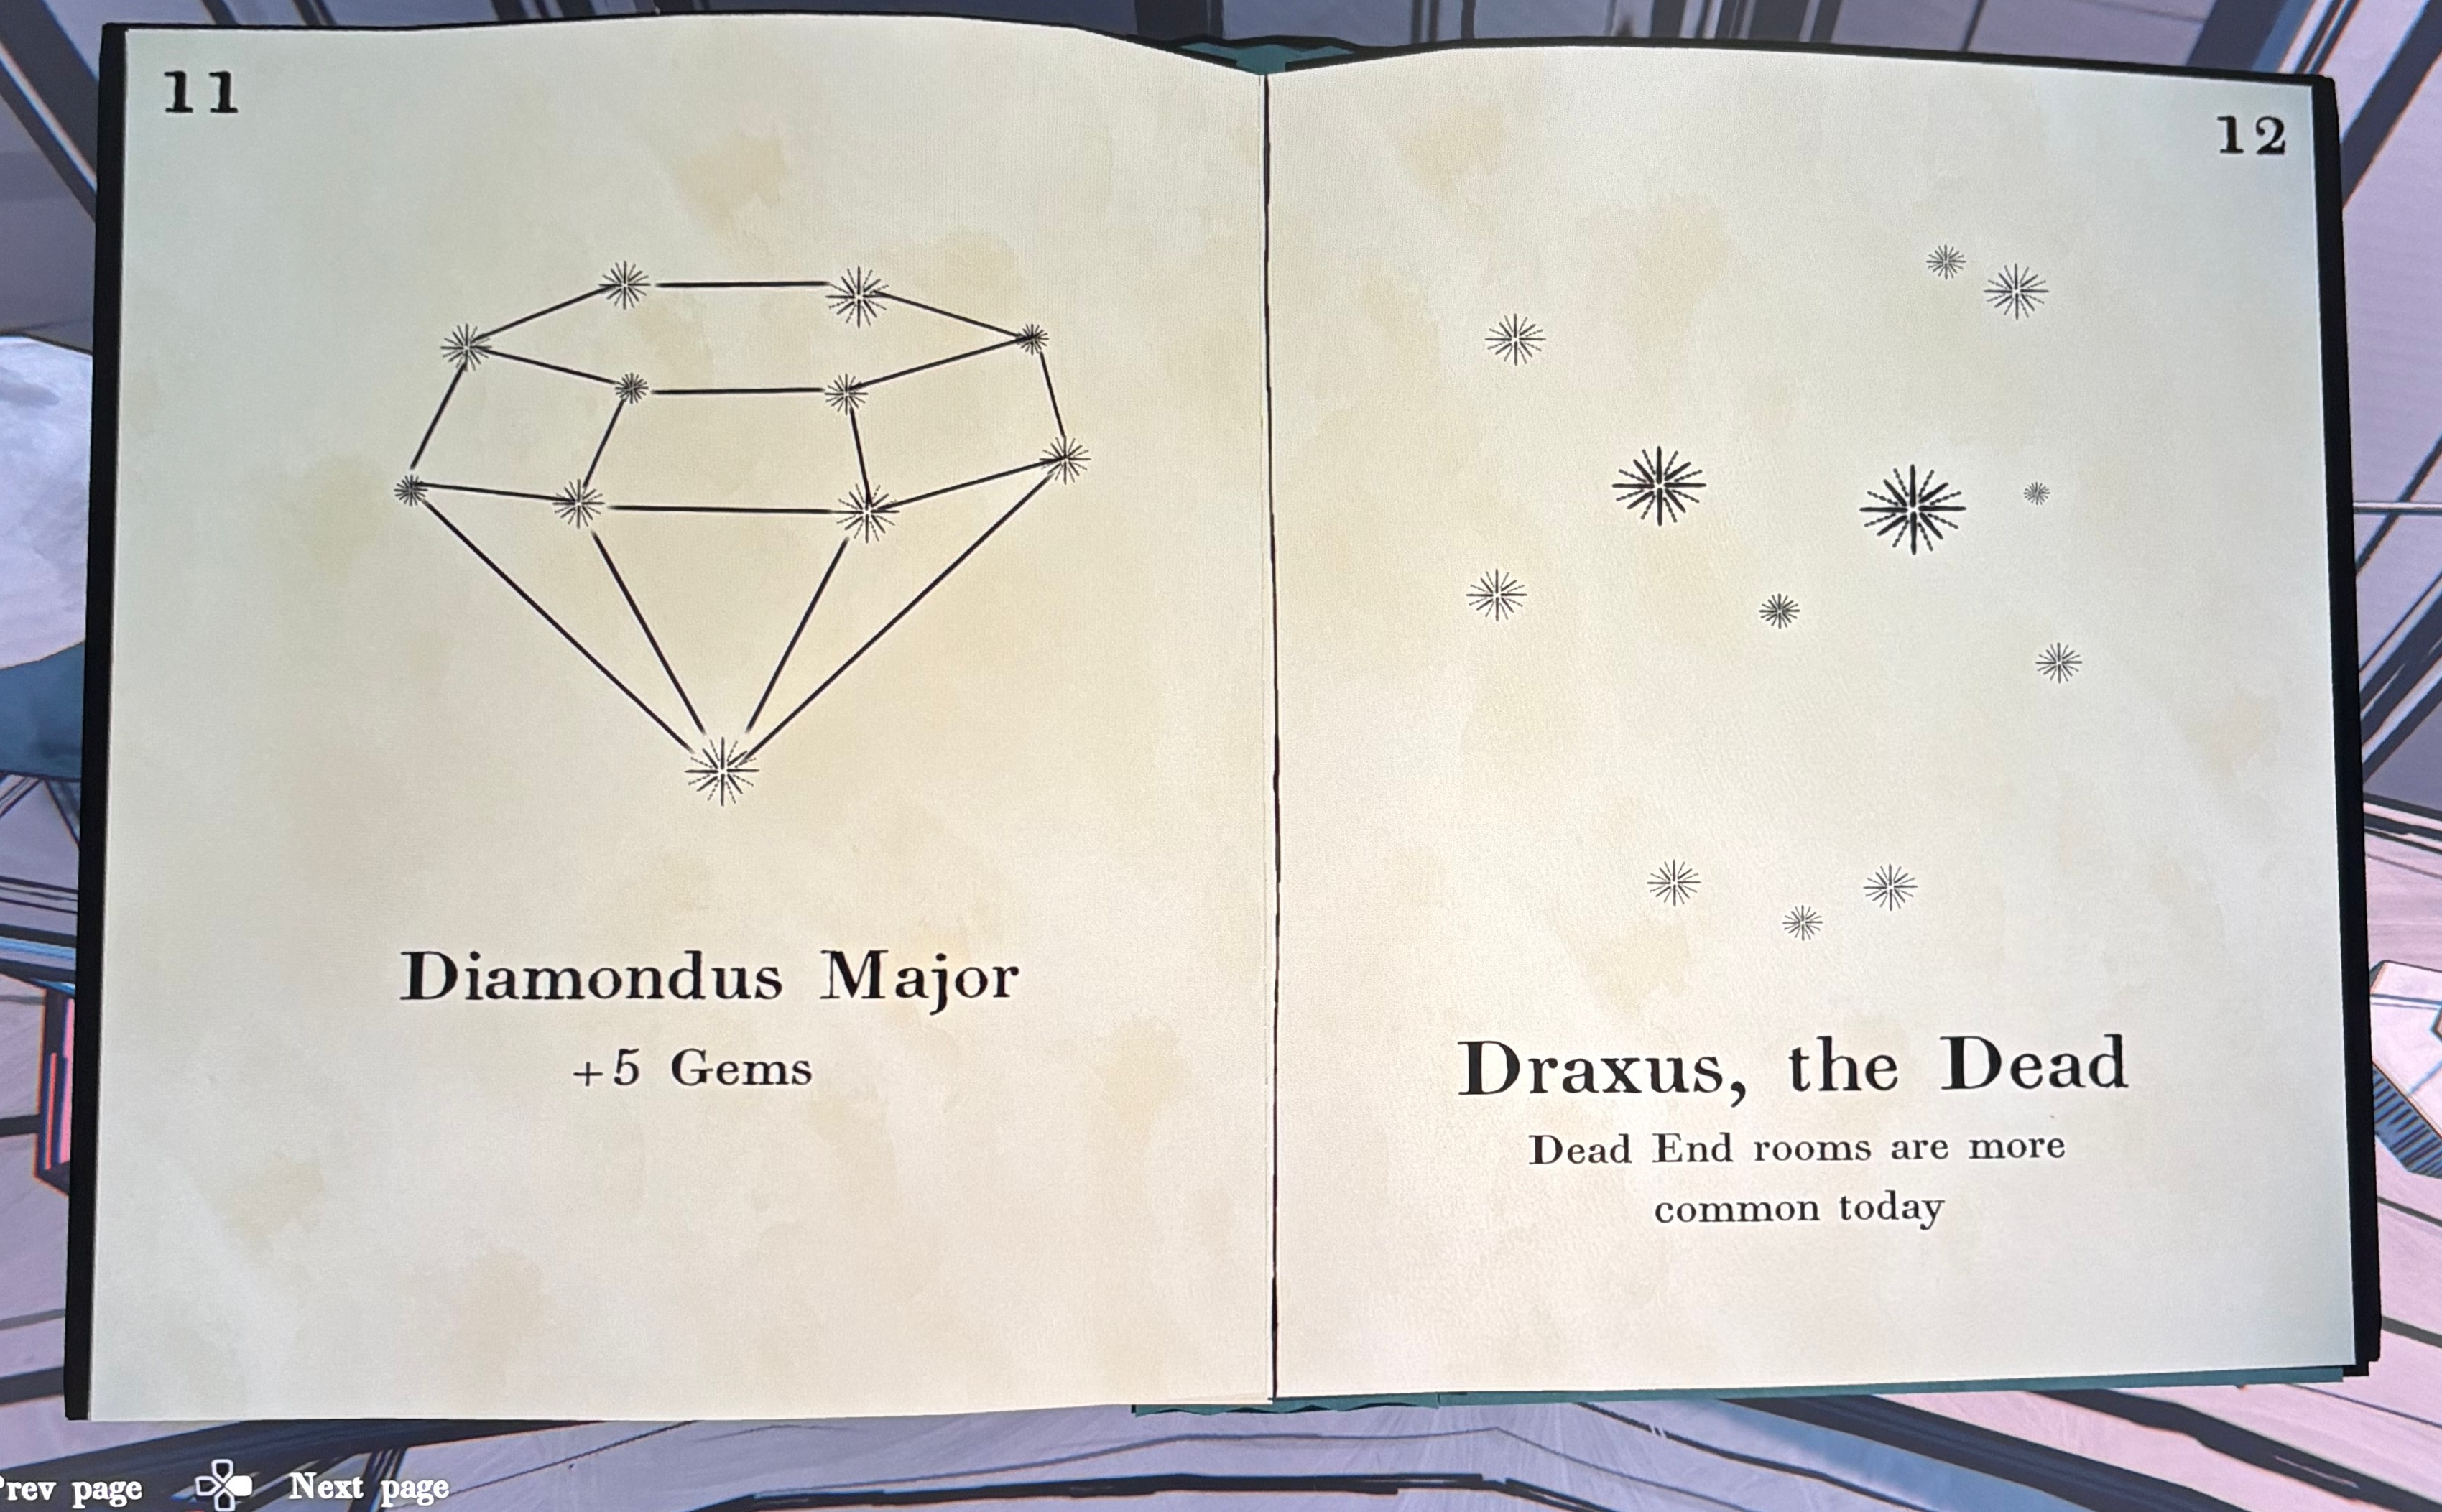 11
Diamondus Major
+5 Gems
12
Draxus, the Dead
Dead End rooms are more
common today
page
Next page